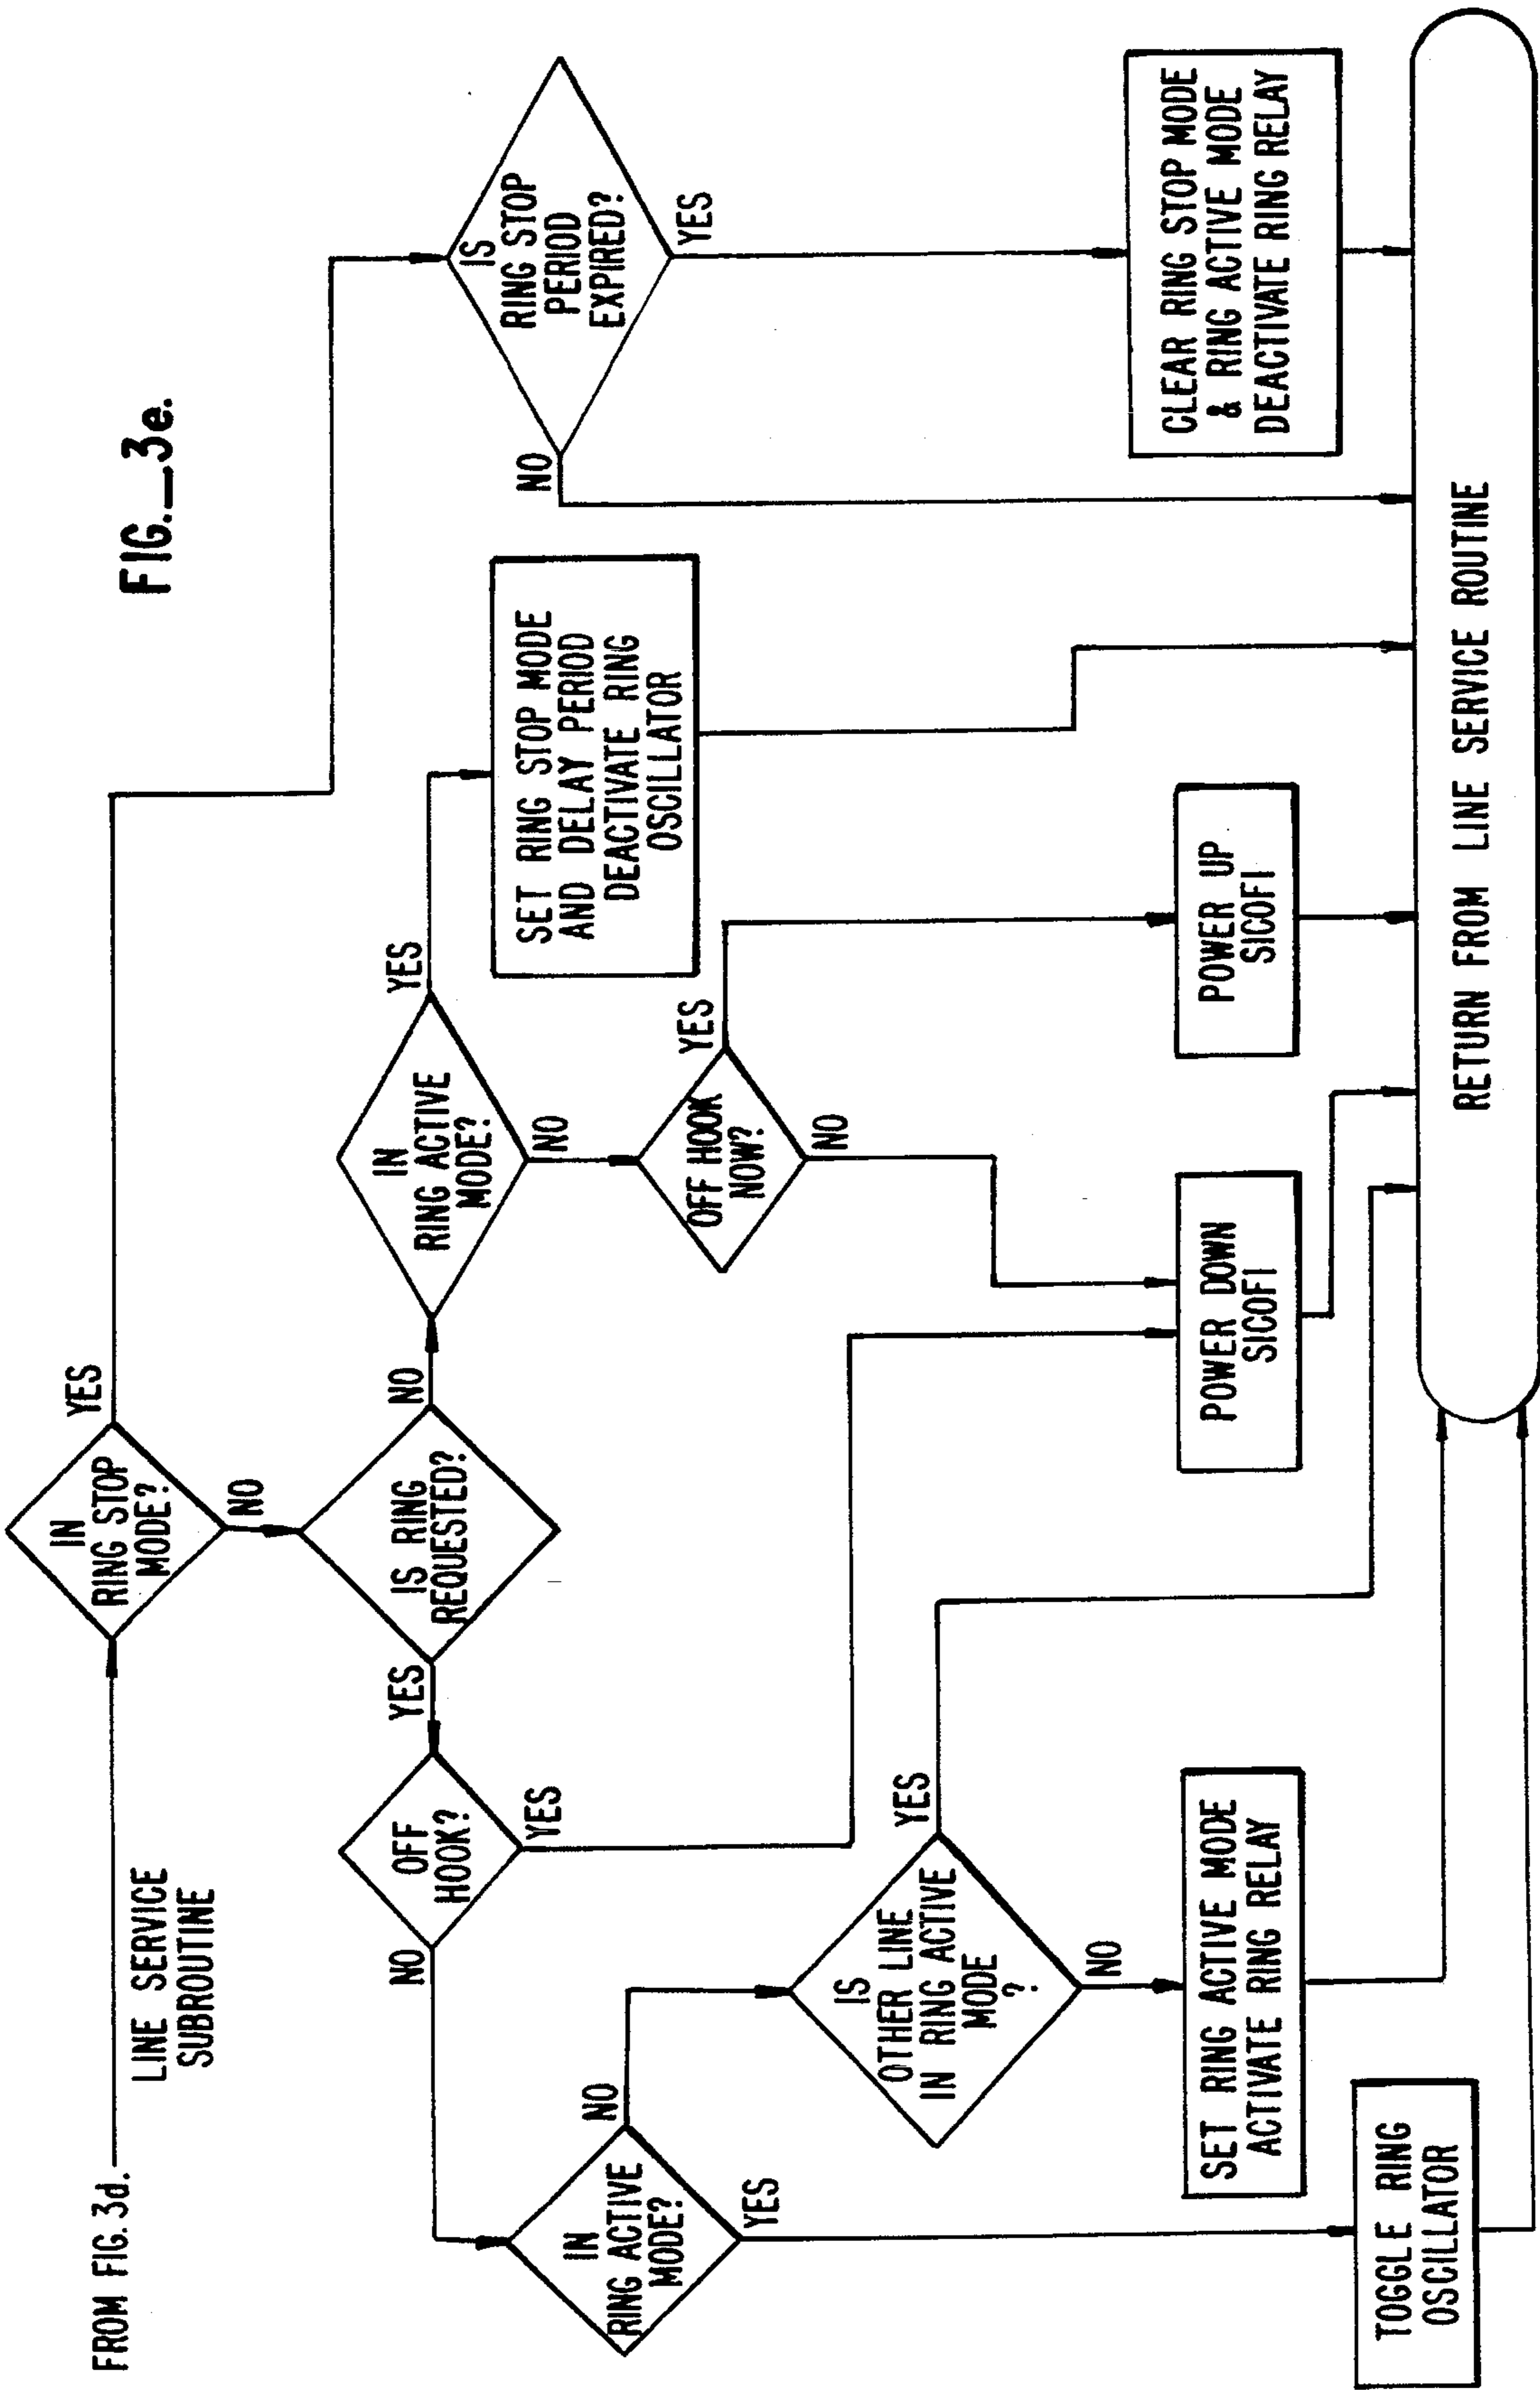 FIG._3e.
FROM FIG. 3d.
LINE SERVICE
SUBROUTINE
IN
RING STOP
MODE?
YES
NO
IS RING
REQUESTED?
YES
NO
OFF
HOOK?
NO
YES
IN
RING ACTIVE
MODE?
YES
NO
IS
RING STOP
PERIOD
EXPIRED?
NO
YES
IN
RING ACTIVE
MODE?
NO
YES
IS
OTHER LINE
IN RING ACTIVE
MODE
?
YES
NO
OFF HOOK
NOW?
YES
NO
SET RING STOP MODE
AND DELAY PERIOD
DEACTIVATE RING
OSCILLATOR
TOGGLE RING
OSCILLATOR
SET RING ACTIVE MODE
ACTIVATE RING RELAY
POWER DOWN
SICOFI
POWER UP
SICOFI
CLEAR RING STOP MODE
& RING ACTIVE MODE
DEACTIVATE RING RELAY
RETURN FROM LINE SERVICE ROUTINE